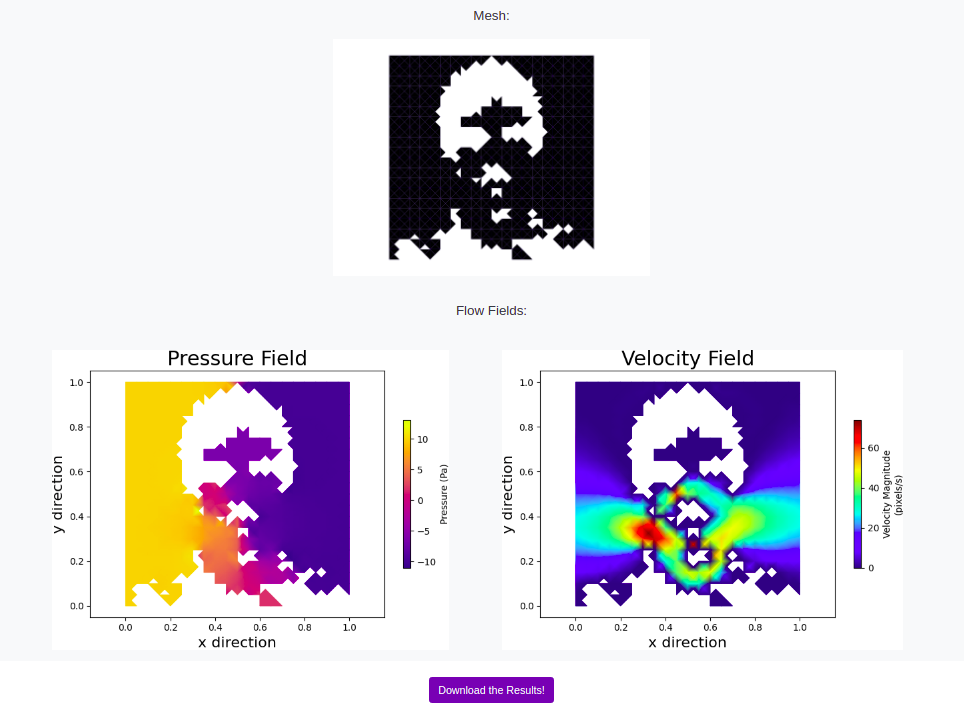 Mesh:
Flow Fields:
Pressure Field
1.0
0.8
0.6
0.4
0.2
0.0
y direction
0.0 0.2 0.4 0.6 0.8 1.0
x direction
10
5
0
−5
−10
Pressure (Pa)
Velocity Field
1.0
0.8
0.6
0.4
0.2
0.0
y direction
0.0 0.2 0.4 0.6 0.8 1.0
x direction
60
40
20
0
Velocity Magnitude
(pixels/s)
Download the Results!